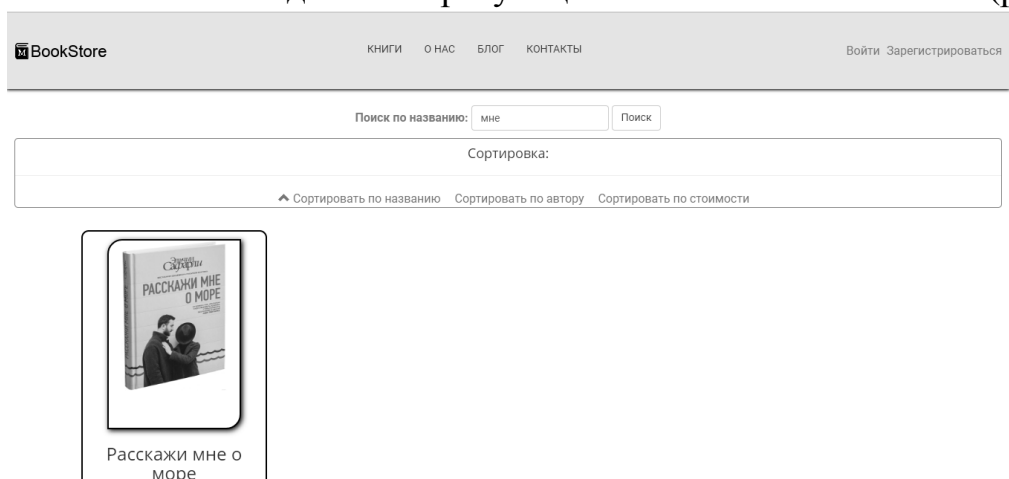 BookStore
КНИГИ О НАС БЛОГ КОНТАКТЫ
Войти Зарегистрироваться
Поиск по названию: мне Поиск
Сортировка:
Сортировать по названию Сортировать по автору Сортировать по стоимости
РАССКАЖИ МНЕ
О МОРЕ
Расскажи мне о
море